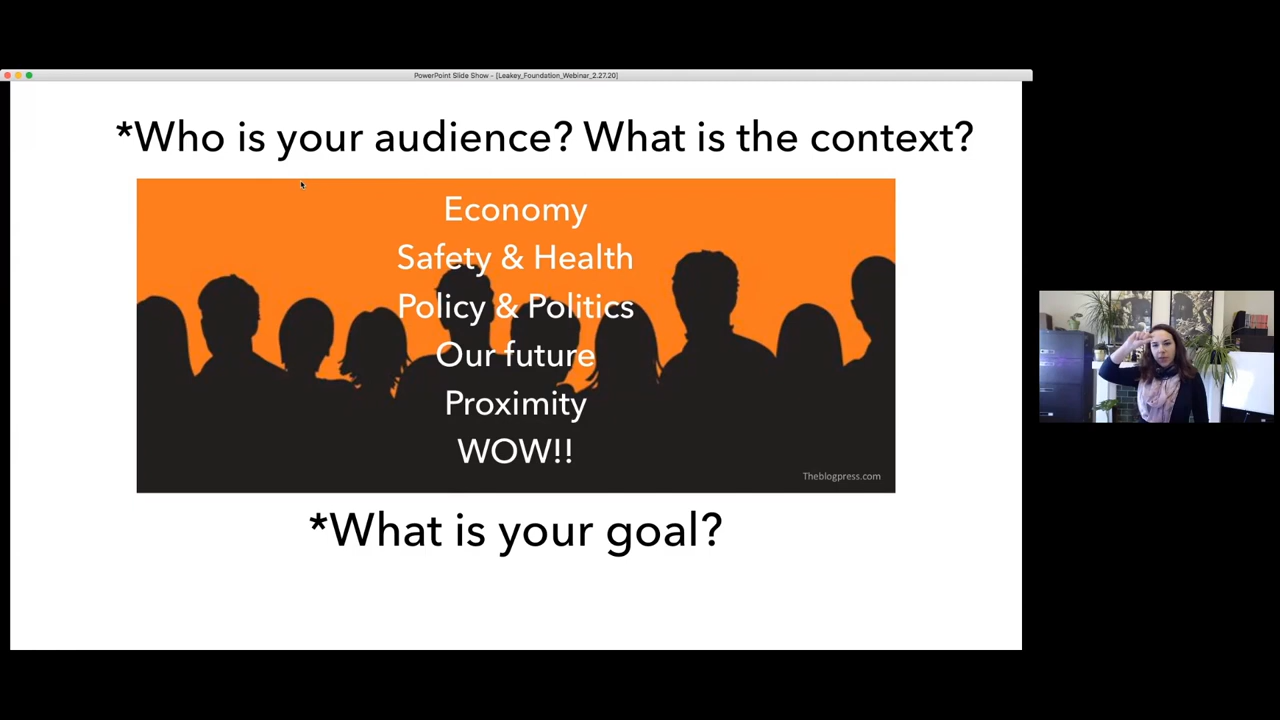 PowerPoint Slide Show - [Leakey_Foundation_Webinar_2.27.20]
*Who is your audience? What is the context?
Economy
Safety & Health
Policy & Politics
Our future
Proximity
WOW!!
Theblogpress.com
*What is your goal?